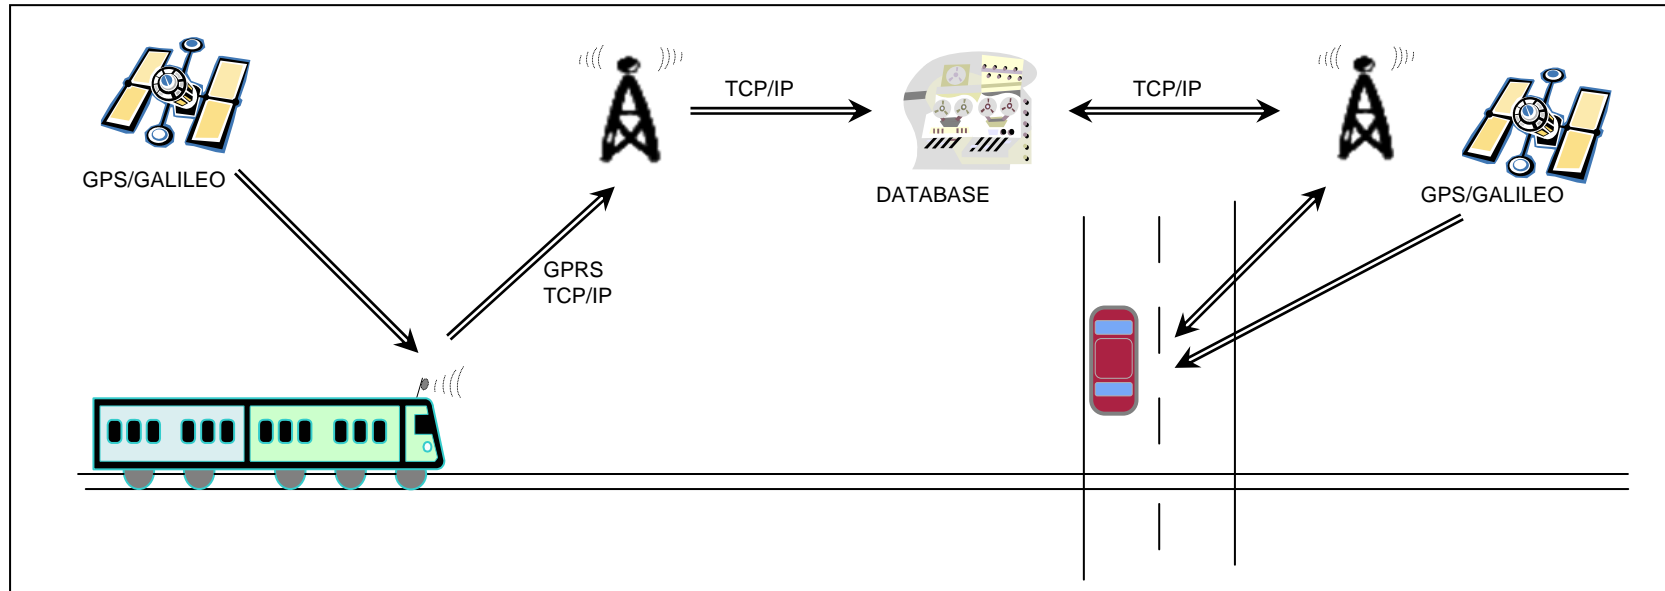 TCP/IP
TCP/IP
GPS/GALILEO
DATABASE
GPS/GALILEO
GPRS
TCP/IP